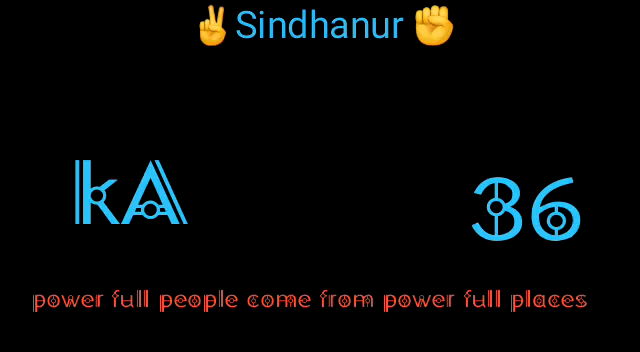 ✌️Sindhanur ✊
kA 36
power full people come from power full places